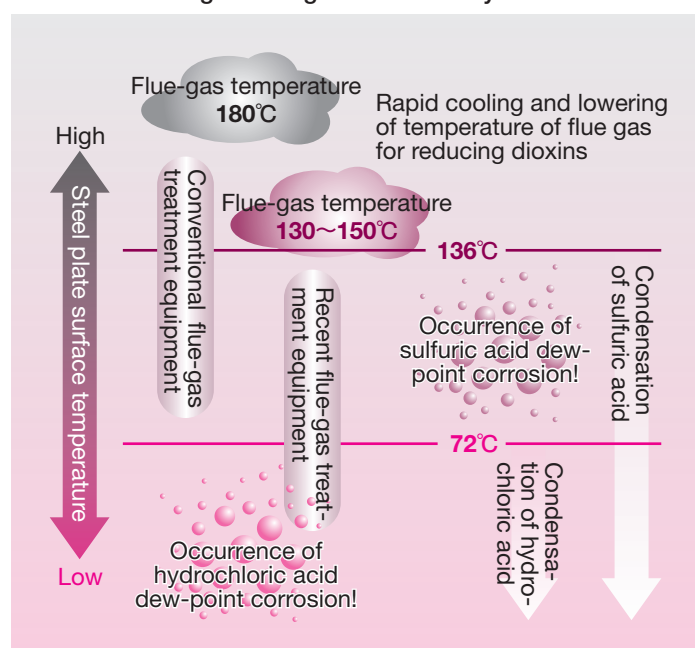 Flue-gas temperature
180℃
Rapid cooling and lowering
of temperature of flue gas
for reducing dioxins
High
Steel plate surface temperature
Low
Conventional flue-gas
treatment equipment
Flue-gas temperature
130～150℃
136℃
Recent flue-gas treat-
ment equipment
Occurrence of
sulfuric acid dew-
point corrosion!
Condensation
of sulfuric acid
72℃
Condensa-
tion of hydro-
chloric acid
Occurrence of
hydrochloric acid
dew-point corrosion!